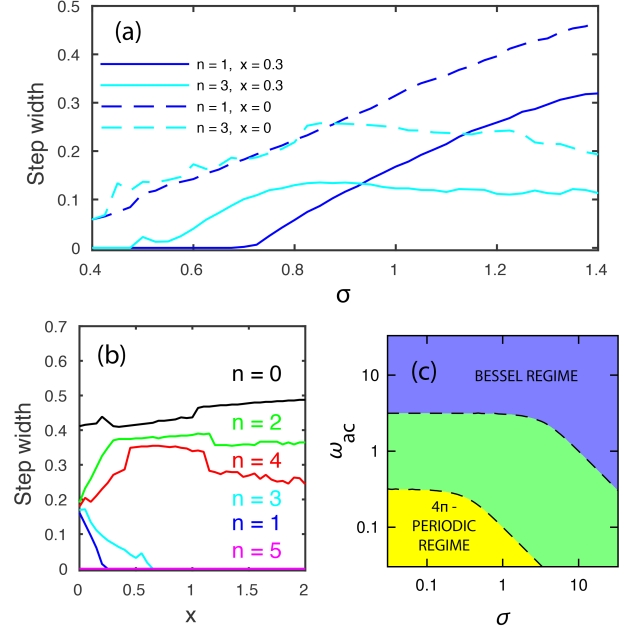 (a)
0.5
0.4
0.3
0.2
0.1
0
Step width
n = 1, x = 0.3
n = 3, x = 0.3
n = 1, x = 0
n = 3, x = 0
0.4 0.6 0.8 1 1.2 1.4
σ
(b)
0.7
0.6
0.5
0.4
0.3
0.2
0.1
0
Step width
n = 0
n = 2
n = 4
n = 3
n = 1
n = 5
0 0.5 1 1.5 2
x
(c)
BESSEL REGIME
10
1
0.1
ω_ac
4π -
PERIODIC
REGIME
0.1 1 10
σ